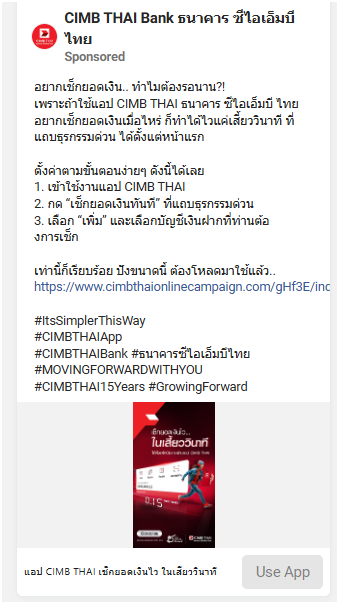 CIMB THAI Bank ธนาคาร ซีไอเอ็มบี
ไทย
Sponsored
อยากเช็กยอดเงิน.. ทำไมต้องรอนาน?!
เพราะถ้าใช้แอป CIMB THAI ธนาคาร ซีไอเอ็มบี ไทย
อยากเช็กยอดเงินเมื่อไหร่ ก็ทำได้ไวแค่เสี้ยววินาที ที่
แถบธุรกรรมด่วน ได้ตั้งแต่หน้าแรก
ตั้งค่าตามขั้นตอนง่ายๆ ดังนี้ได้เลย
1. เข้าใช้งานแอป CIMB THAI
2. กด “เช็กยอดเงินทันที” ที่แถบธุรกรรมด่วน
3. เลือก “เพิ่ม” และเลือกบัญชีเงินฝากที่ท่านต้อ
งการเช็ก
เท่านี้ก็เรียบร้อย ปังขนาดนี้ ต้องโหลดมาใช้แล้ว..
https://www.cimbthaionlinecampaign.com/gHf3E/ind
#ItsSimplerThisWay
#CIMBTHAIApp
#CIMBTHAIBank #ธนาคารซีไอเอ็มบีไทย
#MOVINGFORWARDWITHYOU
#CIMBTHAI15Years #GrowingForward
เช็กยอดเงินไว...
ในเสี้ยววินาที
0.15
CIMB THAI
แอป CIMB THAI เช็กยอดเงินไว ในเสี้ยววินาที
Use App